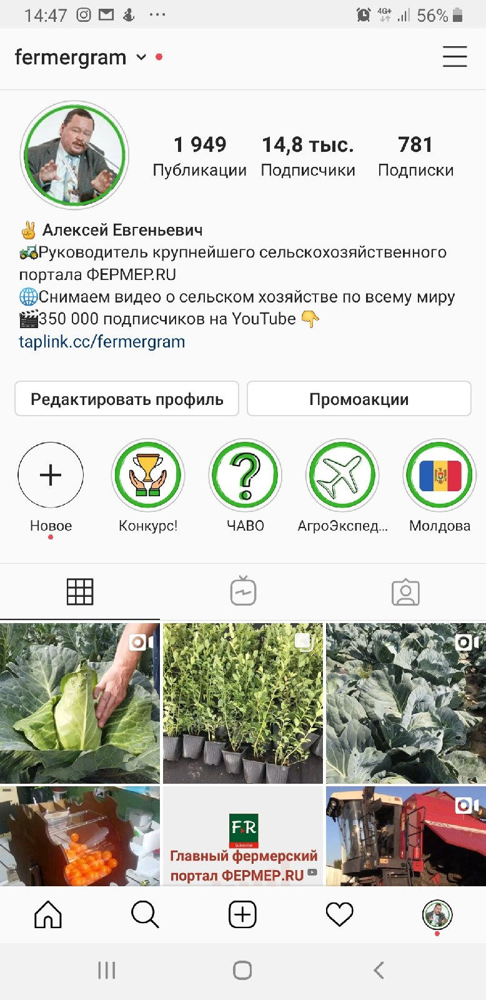 14:47
4G+
56%
fermergram
1 949
14,8 тыс.
781
Публикации
Подписчики
Подписки
✌ Алексей Евгеньевич
🚜Руководитель крупнейшего сельскохозяйственного
портала ФЕРМЕР.RU
🌐Снимаем видео о сельском хозяйстве по всему миру
🎬350 000 подписчиков на YouTube 👇
taplink.cc/fermergram
Редактировать профиль
Промоакции
Новое
Конкурс!
ЧАВО
АгроЭкспед...
Молдова
FR
Subscribe
Главный фермерский
портал ФЕРМЕР.RU